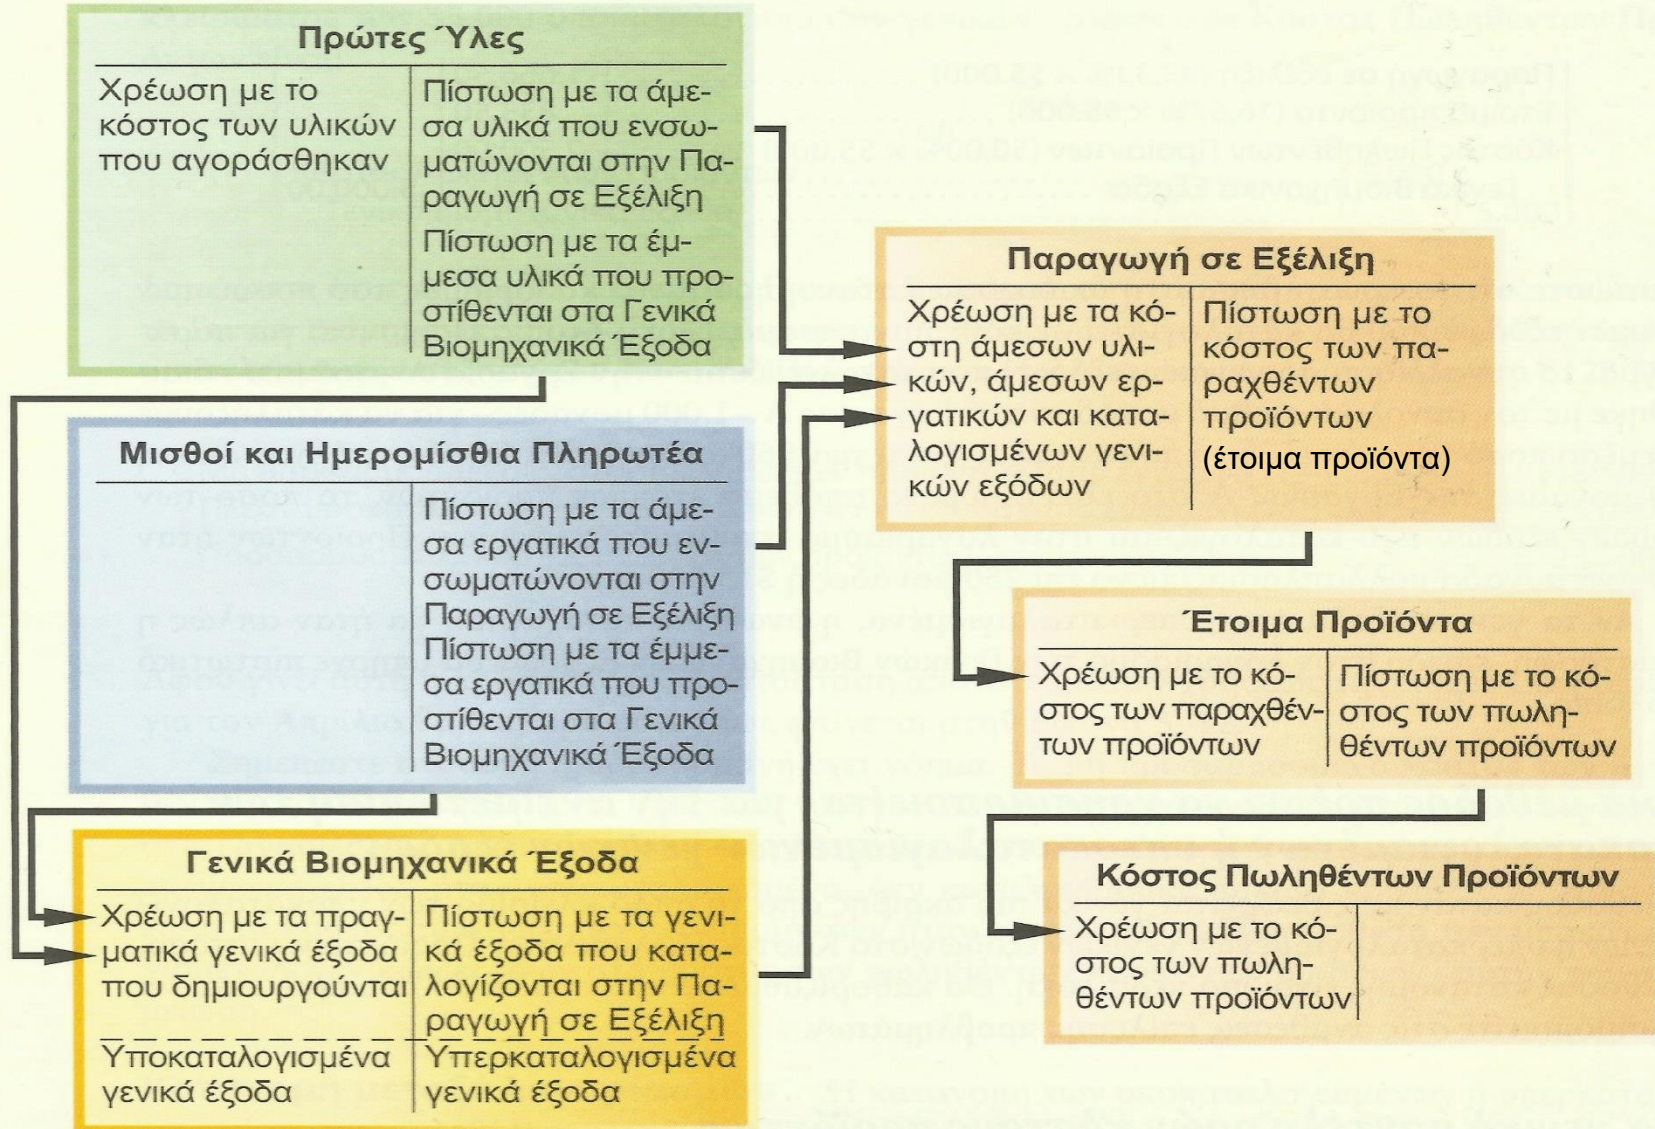 Πρώτες Ύλες
Χρέωση με το
κόστος των υλικών
που αγοράσθηκαν
Πίστωση με τα άμε-
σα υλικά που ενσω-
ματώνονται στην Πα-
ραγωγή σε Εξέλιξη
Πίστωση με τα έμ-
μεσα υλικά που προ-
στίθενται στα Γενικά
Βιομηχανικά Έξοδα
Μισθοί και Ημερομίσθια Πληρωτέα
Πίστωση με τα άμε-
σα εργατικά που εν-
σωματώνονται στην
Παραγωγή σε Εξέλιξη
Πίστωση με τα έμμε-
σα εργατικά που προ-
στίθενται στα Γενικά
Βιομηχανικά Έξοδα
Γενικά Βιομηχανικά Έξοδα
Χρέωση με τα πραγ-
ματικά γενικά έξοδα
που δημιουργούνται
Πίστωση με τα γενι-
κά έξοδα που κατα-
λογίζονται στην Πα-
ραγωγή σε Εξέλιξη
Υποκαταλογισμένα
γενικά έξοδα
Υπερκαταλογισμένα
γενικά έξοδα
Παραγωγή σε Εξέλιξη
Χρέωση με τα κό-
στη άμεσων υλι-
κών, άμεσων ερ-
γατικών και κατα-
λογισμένων γενι-
κών εξόδων
Πίστωση με το
κόστος των πα-
ραχθέντων
προϊόντων
(έτοιμα προϊόντα)
Έτοιμα Προϊόντα
Χρέωση με το κό-
στος των παραχθέν-
των προϊόντων
Πίστωση με το κό-
στος των πωλη-
θέντων προϊόντων
Κόστος Πωληθέντων Προϊόντων
Χρέωση με το κό-
στος των πωλη-
θέντων προϊόντων